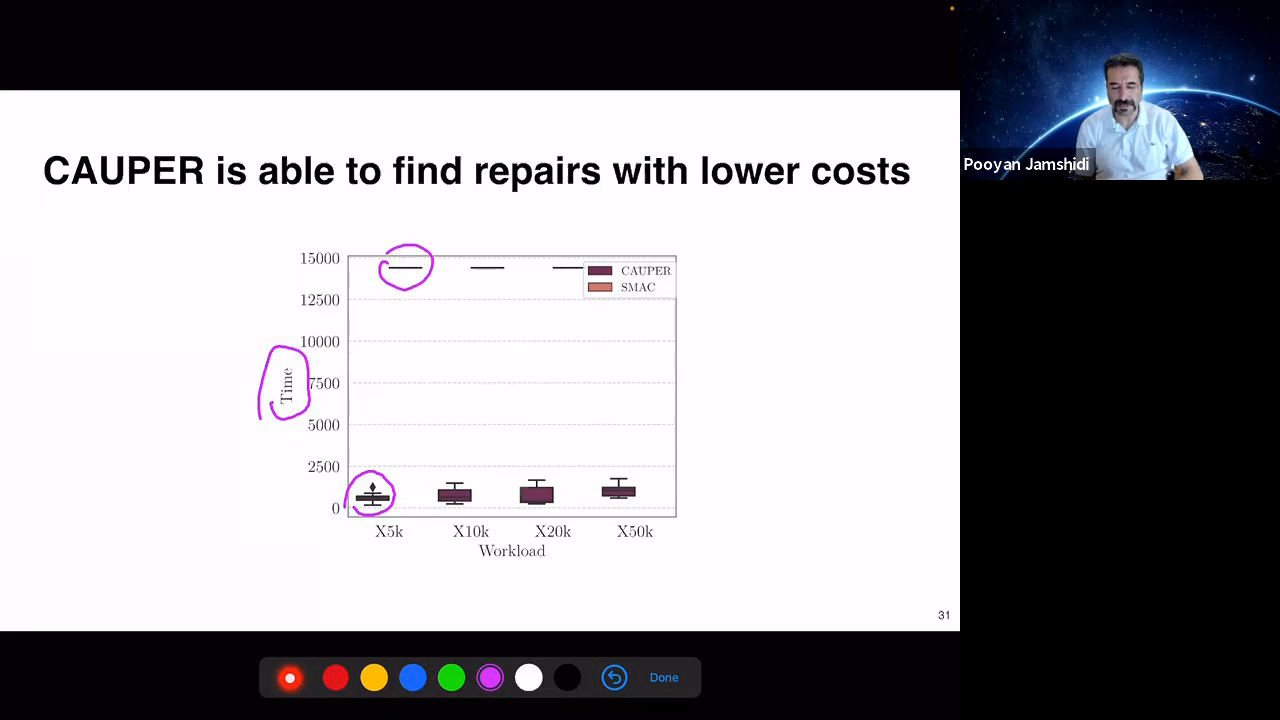 Pooyan Jamshidi
CAUPER is able to find repairs with lower costs
15000
12500
10000
7500
5000
2500
0
Time
CAUPER
SMAC
X5k X10k X20k X50k
Workload
31
Done